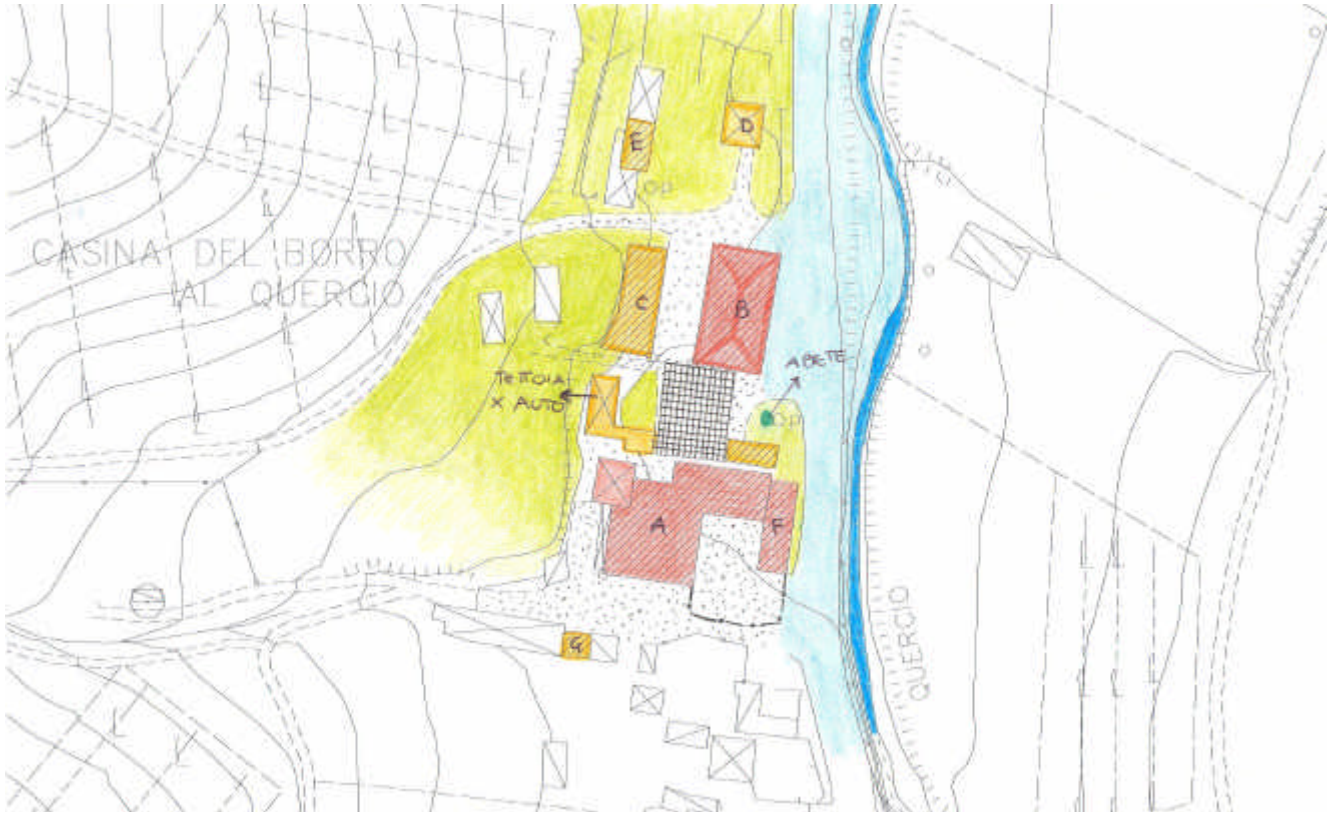 D
E
CASINA DEL BORRO
AL QUERCIO
C
B
ABETE
TETTOIA
X AUTO
A
F
QUERCIO
G